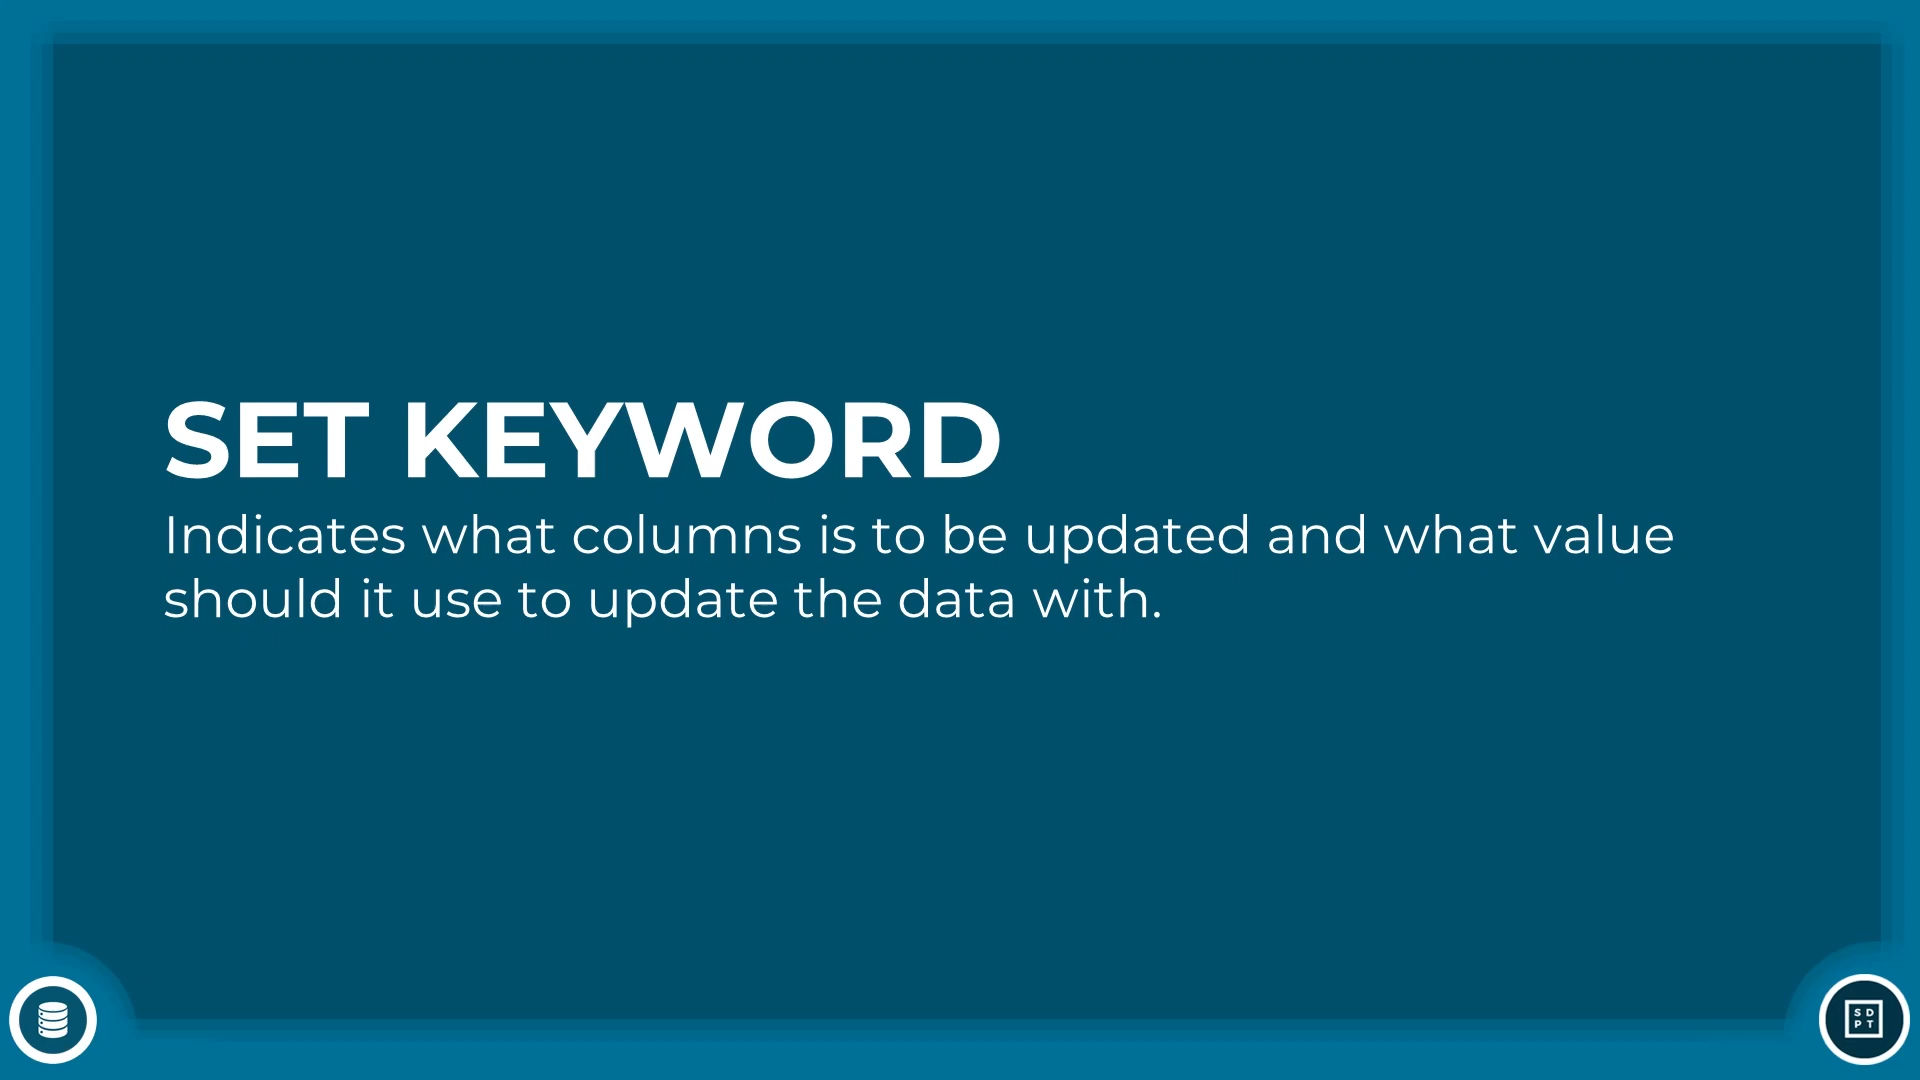 SET KEYWORD
Indicates what columns is to be updated and what value
should it use to update the data with.
S D
P T